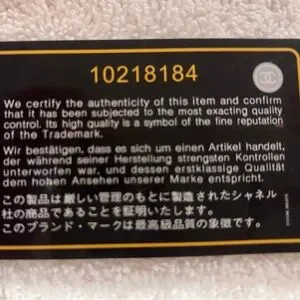 10218184
We certify the authenticity of this item and confirm
that it has been subjected to the most exacting quality
control. Its high quality is a symbol of the fine reputation
of the Trademark.
Wir bestätigen, dass es sich um einen Artikel handelt,
der während seiner Herstellung strengsten Kontrollen
unterworfen war, und dessen erstklassige Qualität
dem hohen Ansehen unserer Marke entspricht.
この製品は厳しい管理のもとに製造されたシャネル
社の商品であることを証明いたします。
このブランド・マークは最高級品質の象徴です。